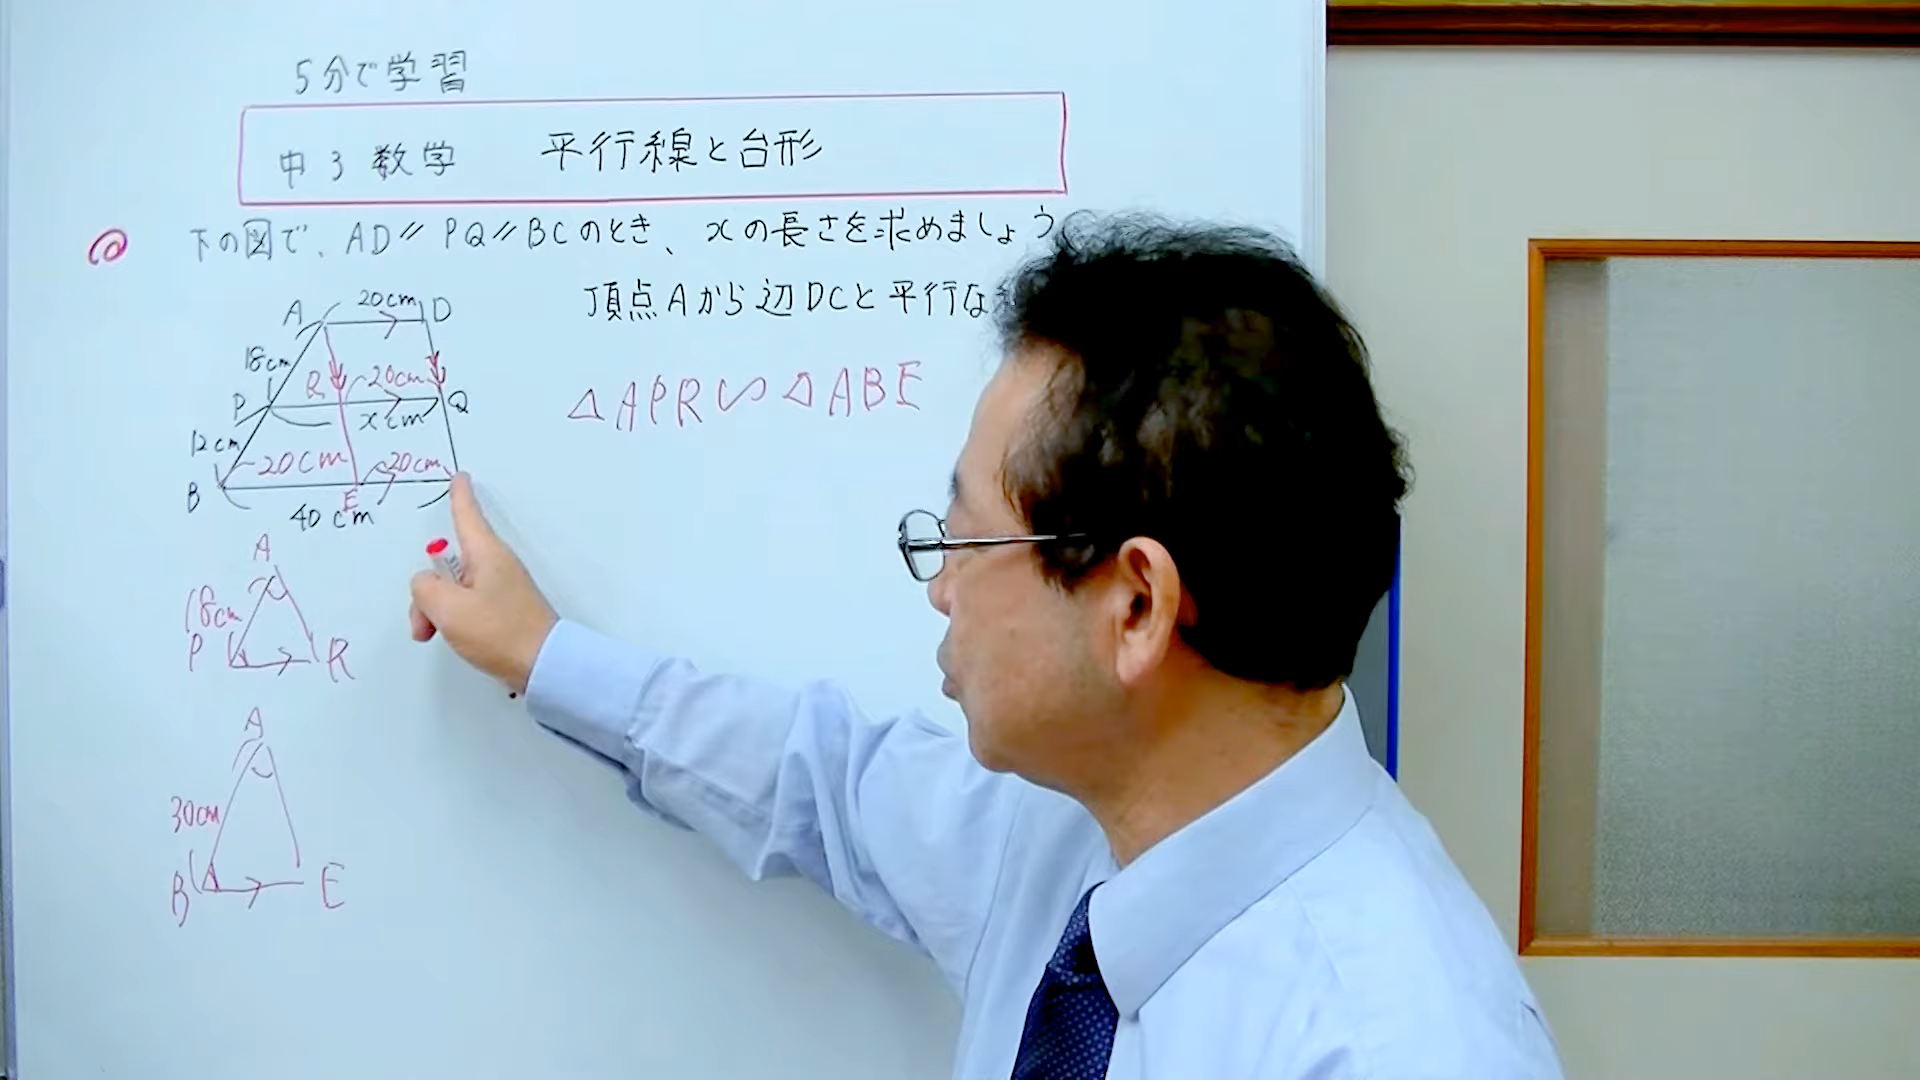 5分で学習
中3 数学 平行線と台形
@ 下の図で、AD // PQ // BC のとき、xの長さを求めましょう
頂点Aから辺DCと平行な
A 20cm D
18cm
R 20cm
P x cm Q
12cm
20cm 20cm
B E
40 cm
△APR∽△ABE
A
18cm
P R
A
30cm
B E